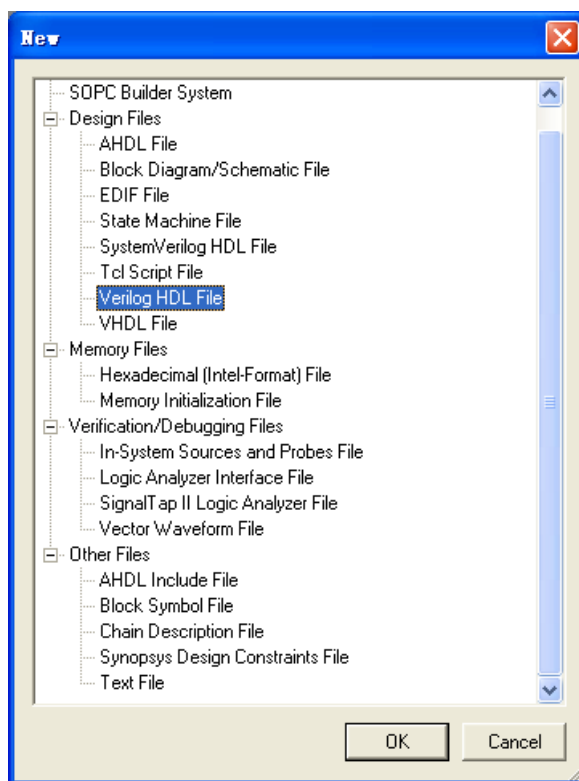 New
SOPC Builder System
Design Files
AHDL File
Block Diagram/Schematic File
EDIF File
State Machine File
SystemVerilog HDL File
Tcl Script File
Verilog HDL File
VHDL File
Memory Files
Hexadecimal (Intel-Format) File
Memory Initialization File
Verification/Debugging Files
In-System Sources and Probes File
Logic Analyzer Interface File
SignalTap II Logic Analyzer File
Vector Waveform File
Other Files
AHDL Include File
Block Symbol File
Chain Description File
Synopsys Design Constraints File
Text File
OK Cancel